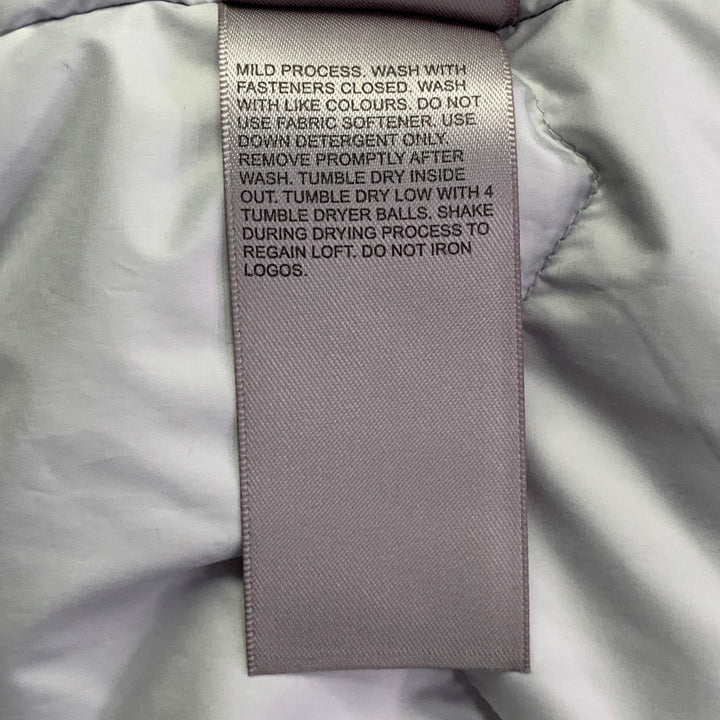 MILD PROCESS. WASH WITH
FASTENERS CLOSED. WASH
WITH LIKE COLOURS. DO NOT
USE FABRIC SOFTENER. USE
DOWN DETERGENT ONLY.
REMOVE PROMPTLY AFTER
WASH. TUMBLE DRY INSIDE
OUT. TUMBLE DRY LOW WITH 4
TUMBLE DRYER BALLS. SHAKE
DURING DRYING PROCESS TO
REGAIN LOFT. DO NOT IRON
LOGOS.